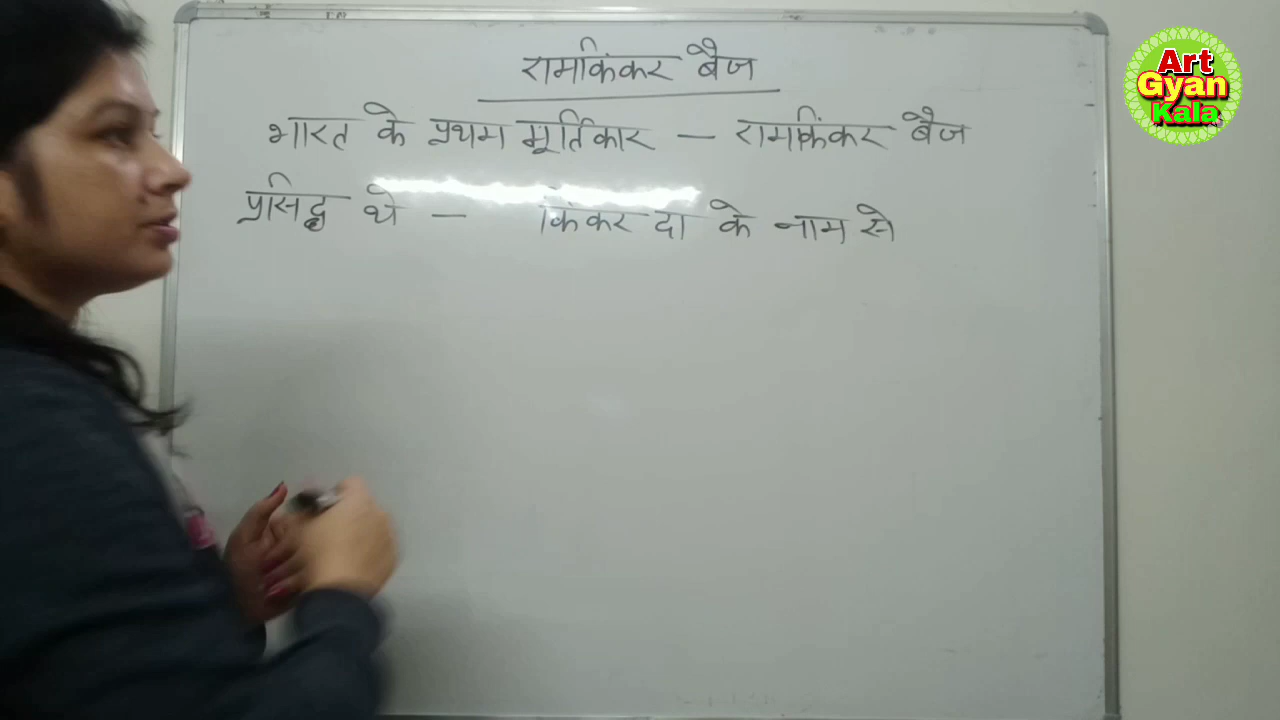 रामकिंकर बैज
भारत के प्रथम मूर्तिकार – रामकिंकर बैज
प्रसिद्ध थे – किंकर दा के नाम से
Art
Gyan
Kala